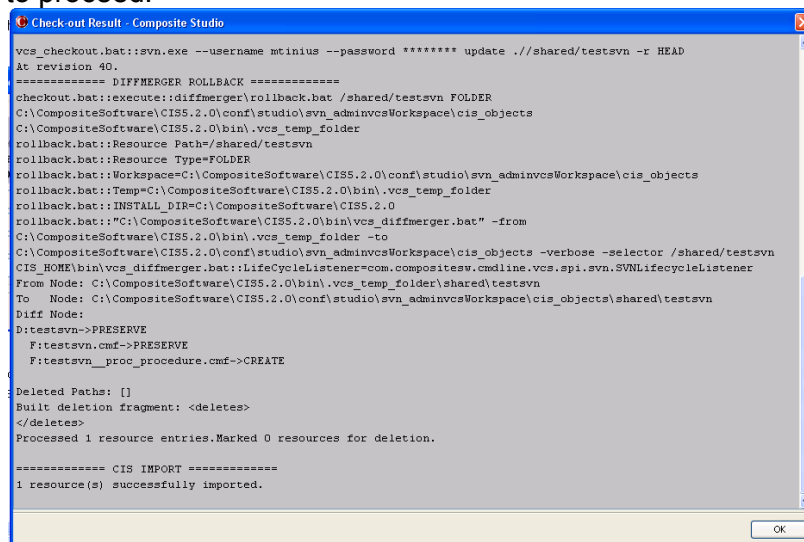 to proceed.
Check-out Result - Composite Studio
vcs_checkout.bat::svn.exe --username mtinius --password ******** update .//shared/testsvn -r HEAD
At revision 40.
============= DIFFMERGER ROLLBACK =============
checkout.bat::execute::diffmerger\rollback.bat /shared/testsvn FOLDER
C:\CompositeSoftware\CIS5.2.0\conf\studio\svn_adminvcsWorkspace\cis_objects
C:\CompositeSoftware\CIS5.2.0\bin\.vcs_temp_folder
rollback.bat::Resource Path=/shared/testsvn
rollback.bat::Resource Type=FOLDER
rollback.bat::Workspace=C:\CompositeSoftware\CIS5.2.0\conf\studio\svn_adminvcsWorkspace\cis_objects
rollback.bat::Temp=C:\CompositeSoftware\CIS5.2.0\bin\.vcs_temp_folder
rollback.bat::INSTALL_DIR=C:\CompositeSoftware\CIS5.2.0
rollback.bat::"C:\CompositeSoftware\CIS5.2.0\bin\vcs_diffmerger.bat" -from
C:\CompositeSoftware\CIS5.2.0\bin\.vcs_temp_folder -to
C:\CompositeSoftware\CIS5.2.0\conf\studio\svn_adminvcsWorkspace\cis_objects -verbose -selector /shared/testsvn
CIS_HOME\bin\vcs_diffmerger.bat::LifeCycleListener=com.compositesw.cmdline.vcs.spi.svn.SVNLifecycleListener
From Node: C:\CompositeSoftware\CIS5.2.0\bin\.vcs_temp_folder\shared\testsvn
To   Node: C:\CompositeSoftware\CIS5.2.0\conf\studio\svn_adminvcsWorkspace\cis_objects\shared\testsvn
Diff Node:
D:testsvn->PRESERVE
  F:testsvn.cmf->PRESERVE
  F:testsvn__proc_procedure.cmf->CREATE
Deleted Paths: []
Built deletion fragment: <deletes>
</deletes>
Processed 1 resource entries.Marked 0 resources for deletion.
============= CIS IMPORT =============
1 resource(s) successfully imported.
OK